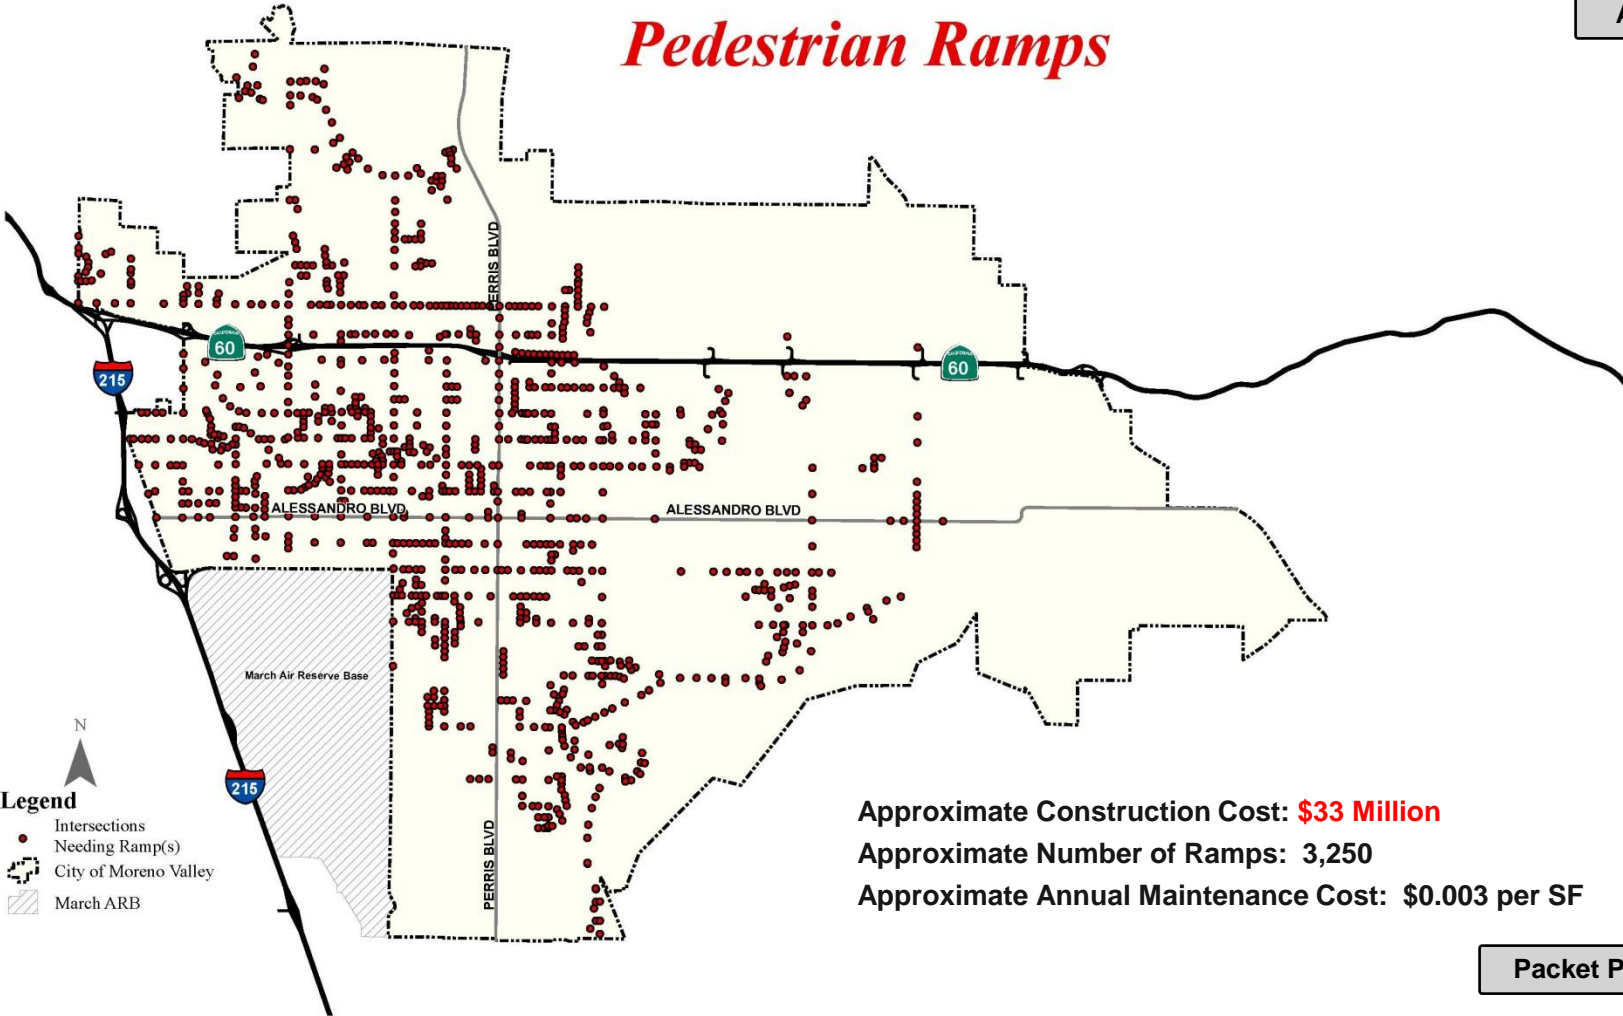 Pedestrian Ramps
A
PERRIS BLVD
60
60
215
ALESSANDRO BLVD
ALESSANDRO BLVD
March Air Reserve Base
N
215
PERRIS BLVD
Legend
Intersections
Needing Ramp(s)
City of Moreno Valley
March ARB
Approximate Construction Cost: $33 Million
Approximate Number of Ramps: 3,250
Approximate Annual Maintenance Cost: $0.003 per SF
Packet P